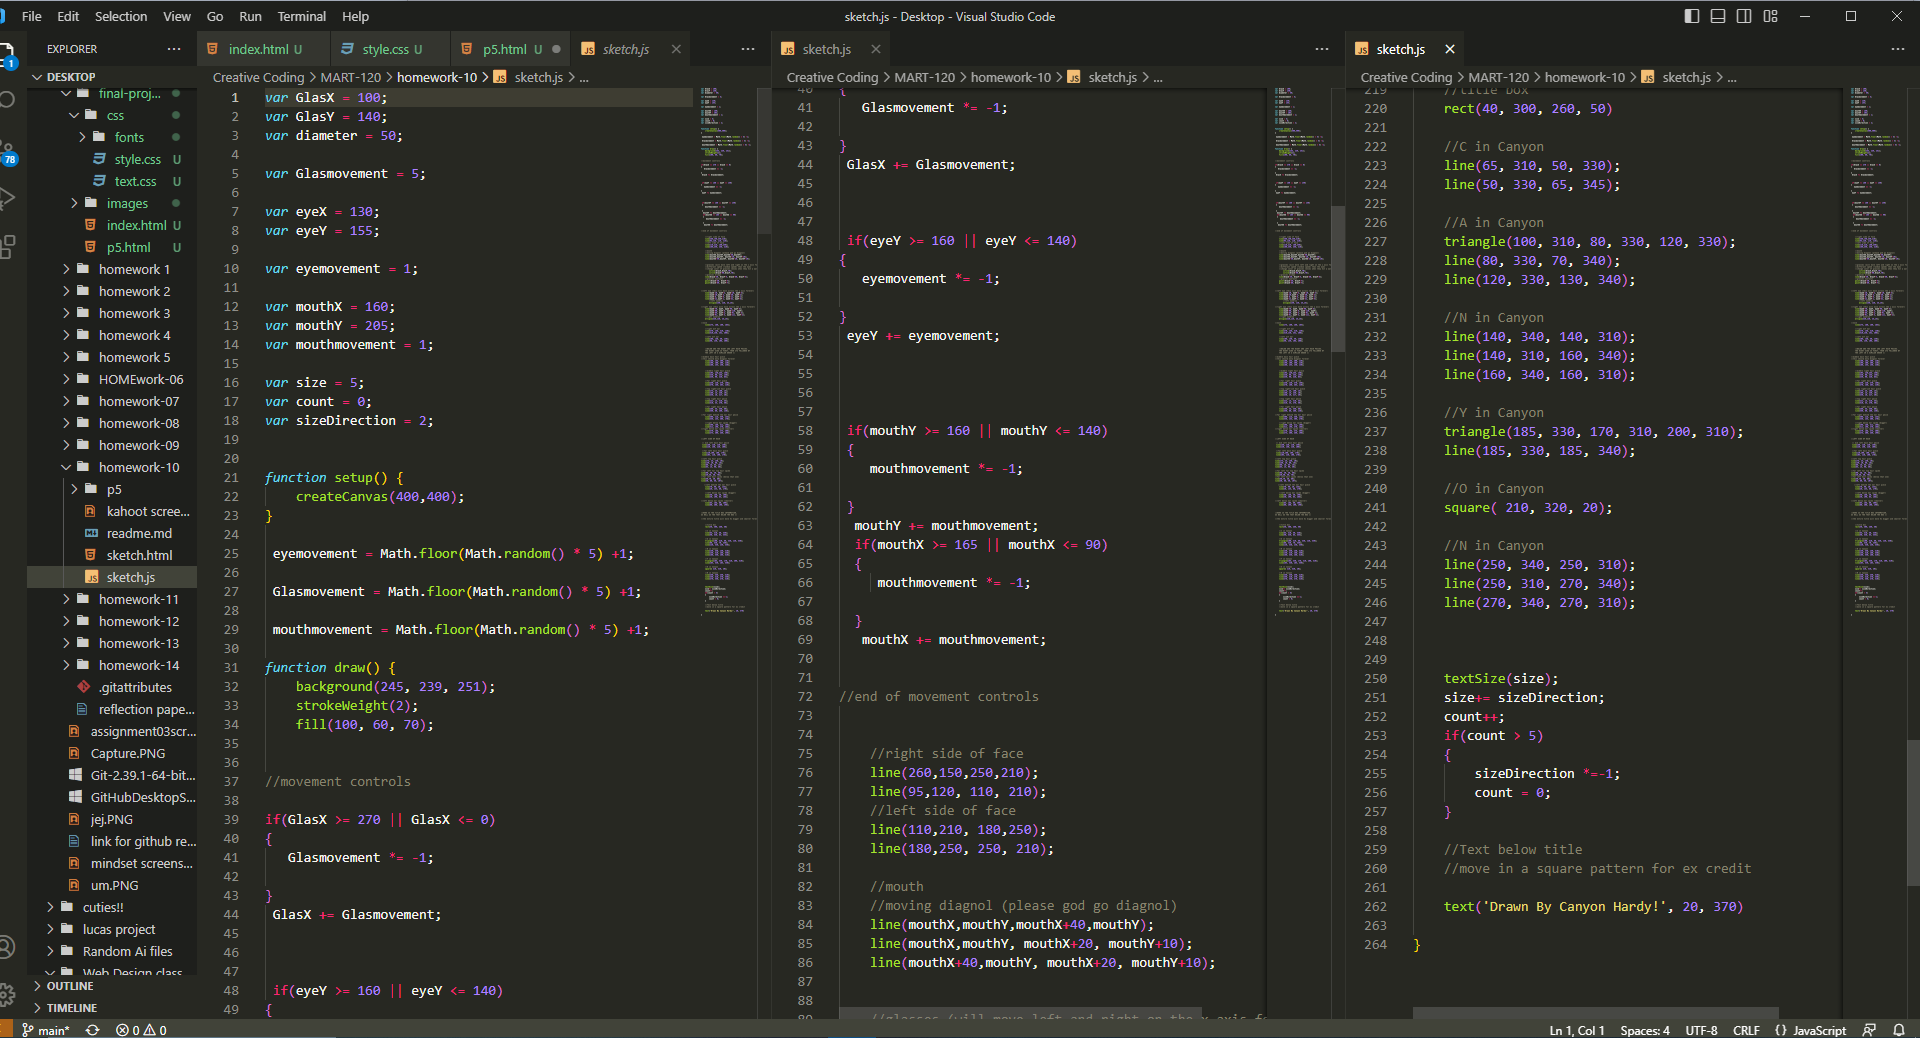 File Edit Selection View Go Run Terminal Help
sketch.js - Desktop - Visual Studio Code
EXPLORER
index.html U
style.css U
p5.html U
sketch.js
sketch.js
sketch.js
DESKTOP
Creative Coding > MART-120 > homework-10 > JS sketch.js > ...
Creative Coding > MART-120 > homework-10 > JS sketch.js > ...
Creative Coding > MART-120 > homework-10 > JS sketch.js > ...
1
78
final-proj...
css
fonts
style.css U
text.css U
images
index.html U
p5.html U
homework 1
homework 2
homework 3
homework 4
homework 5
HOMEwork-06
homework-07
homework-08
homework-09
homework-10
p5
kahoot scree...
readme.md
sketch.html
sketch.js
homework-11
homework-12
homework-13
homework-14
.gitattributes
reflection pape...
assignment03scr...
Capture.PNG
Git-2.39.1-64-bit...
GitHubDesktopS...
jej.PNG
link for github re...
mindset screens...
um.PNG
cuties!!
lucas project
Random Ai files
Web Design class
OUTLINE
TIMELINE
1 var GlasX = 100;
2 var GlasY = 140;
3 var diameter = 50;
4
5 var Glasmovement = 5;
6
7 var eyeX = 130;
8 var eyeY = 155;
9
10 var eyemovement = 1;
11
12 var mouthX = 160;
13 var mouthY = 205;
14 var mouthmovement = 1;
15
16 var size = 5;
17 var count = 0;
18 var sizeDirection = 2;
19
20
21 function setup() {
22 createCanvas(400,400);
23 }
24
25 eyemovement = Math.floor(Math.random() * 5) +1;
26
27 Glasmovement = Math.floor(Math.random() * 5) +1;
28
29 mouthmovement = Math.floor(Math.random() * 5) +1;
30
31 function draw() {
32 background(245, 239, 251);
33 strokeWeight(2);
34 fill(100, 60, 70);
35
36
37 //movement controls
38
39 if(GlasX >= 270 || GlasX <= 0)
40 {
41 Glasmovement *= -1;
42
43 }
44 GlasX += Glasmovement;
45
46
47
48 if(eyeY >= 160 || eyeY <= 140)
49 {
40 {
41 Glasmovement *= -1;
42
43 }
44 GlasX += Glasmovement;
45
46
47
48 if(eyeY >= 160 || eyeY <= 140)
49 {
50 eyemovement *= -1;
51
52 }
53 eyeY += eyemovement;
54
55
56
57
58 if(mouthY >= 160 || mouthY <= 140)
59 {
60 mouthmovement *= -1;
61
62 }
63 mouthY += mouthmovement;
64 if(mouthX >= 165 || mouthX <= 90)
65 {
66 mouthmovement *= -1;
67
68 }
69 mouthX += mouthmovement;
70
71
72 //end of movement controls
73
74
75 //right side of face
76 line(260,150,250,210);
77 line(95,120, 110, 210);
78 //left side of face
79 line(110,210, 180,250);
80 line(180,250, 250, 210);
81
82 //mouth
83 //moving diagnol (please god go diagnol)
84 line(mouthX,mouthY,mouthX+40,mouthY);
85 line(mouthX,mouthY, mouthX+20, mouthY+10);
86 line(mouthX+40,mouthY, mouthX+20, mouthY+10);
87
88
89 //glasses (will move left and right on the x axis
219 //title box
220 rect(40, 300, 260, 50)
221
222 //C in Canyon
223 line(65, 310, 50, 330);
224 line(50, 330, 65, 345);
225
226 //A in Canyon
227 triangle(100, 310, 80, 330, 120, 330);
228 line(80, 330, 70, 340);
229 line(120, 330, 130, 340);
230
231 //N in Canyon
232 line(140, 340, 140, 310);
233 line(140, 310, 160, 340);
234 line(160, 340, 160, 310);
235
236 //Y in Canyon
237 triangle(185, 330, 170, 310, 200, 310);
238 line(185, 330, 185, 340);
239
240 //O in Canyon
241 square( 210, 320, 20);
242
243 //N in Canyon
244 line(250, 340, 250, 310);
245 line(250, 310, 270, 340);
246 line(270, 340, 270, 310);
247
248
249
250 textSize(size);
251 size+= sizeDirection;
252 count++;
253 if(count > 5)
254 {
255 sizeDirection *=-1;
256 count = 0;
257 }
258
259 //Text below title
260 //move in a square pattern for ex credit
261
262 text('Drawn By Canyon Hardy!', 20, 370)
263
264 }
main* 0 0
Ln 1, Col 1 Spaces: 4 UTF-8 CRLF {} JavaScript